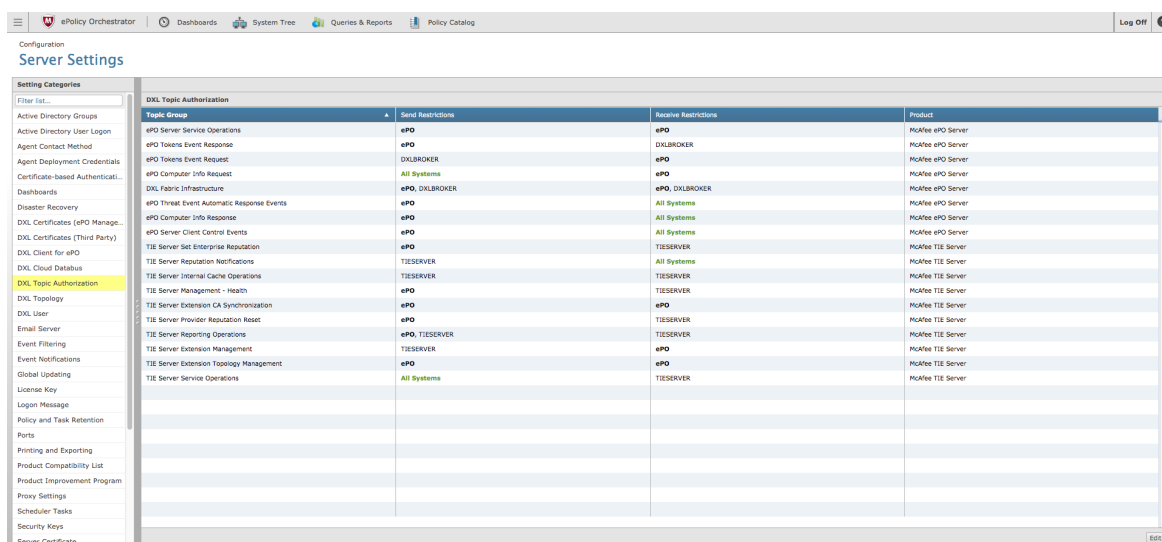 ePolicy Orchestrator Dashboards System Tree Queries & Reports Policy Catalog Log Off
Configuration
Server Settings
Setting Categories
Filter list...
Active Directory Groups
Active Directory User Logon
Agent Contact Method
Agent Deployment Credentials
Certificate-based Authenticati...
Dashboards
Disaster Recovery
DXL Certificates (ePO Manage...
DXL Certificates (Third Party)
DXL Client for ePO
DXL Cloud Databus
DXL Topic Authorization
DXL Topology
DXL User
Email Server
Event Filtering
Event Notifications
Global Updating
License Key
Logon Message
Policy and Task Retention
Ports
Printing and Exporting
Product Compatibility List
Product Improvement Program
Proxy Settings
Scheduler Tasks
Security Keys
Server Certificate
DXL Topic Authorization
Topic Group Send Restrictions Receive Restrictions Product
ePO Server Service Operations ePO ePO McAfee ePO Server
ePO Tokens Event Response ePO DXLBROKER McAfee ePO Server
ePO Tokens Event Request DXLBROKER ePO McAfee ePO Server
ePO Computer Info Request All Systems ePO McAfee ePO Server
DXL Fabric Infrastructure ePO, DXLBROKER ePO, DXLBROKER McAfee ePO Server
ePO Threat Event Automatic Response Events ePO All Systems McAfee ePO Server
ePO Computer Info Response ePO All Systems McAfee ePO Server
ePO Server Client Control Events ePO All Systems McAfee ePO Server
TIE Server Set Enterprise Reputation ePO TIESERVER McAfee TIE Server
TIE Server Reputation Notifications TIESERVER All Systems McAfee TIE Server
TIE Server Internal Cache Operations TIESERVER TIESERVER McAfee TIE Server
TIE Server Management - Health ePO TIESERVER McAfee TIE Server
TIE Server Extension CA Synchronization ePO ePO McAfee TIE Server
TIE Server Provider Reputation Reset ePO TIESERVER McAfee TIE Server
TIE Server Reporting Operations ePO, TIESERVER TIESERVER McAfee TIE Server
TIE Server Extension Management TIESERVER ePO McAfee TIE Server
TIE Server Extension Topology Management ePO ePO McAfee TIE Server
TIE Server Service Operations All Systems TIESERVER McAfee TIE Server
Edit